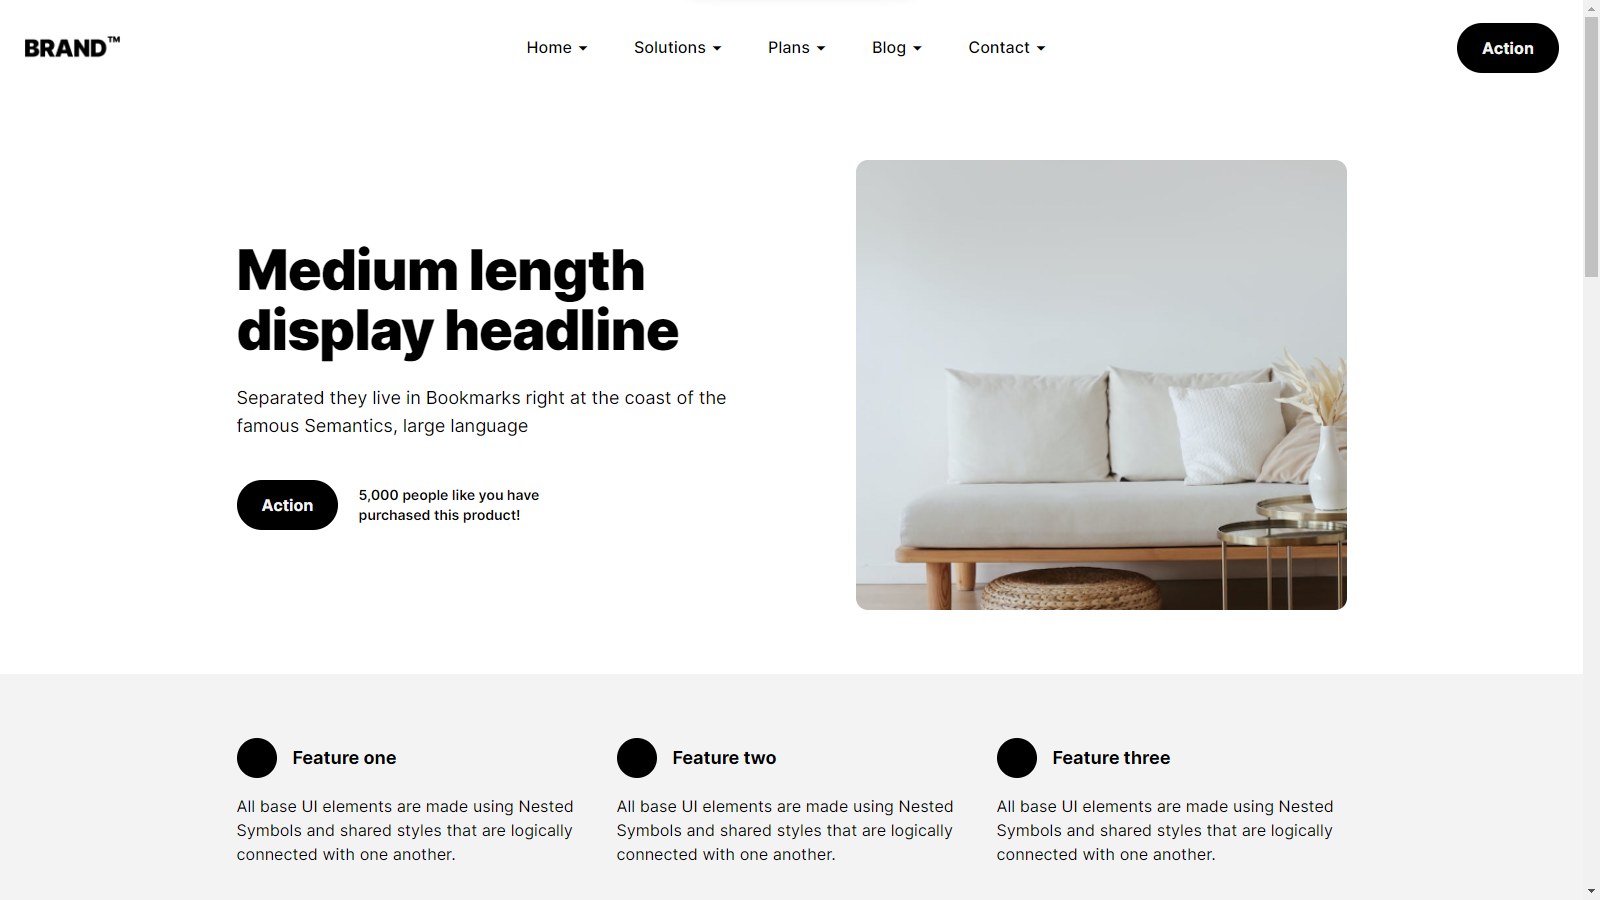 BRAND™
Home
Solutions
Plans
Blog
Contact
Action
Medium length
display headline
Separated they live in Bookmarks right at the coast of the
famous Semantics, large language
Action
5,000 people like you have
purchased this product!
Feature one
All base UI elements are made using Nested
Symbols and shared styles that are logically
connected with one another.
Feature two
All base UI elements are made using Nested
Symbols and shared styles that are logically
connected with one another.
Feature three
All base UI elements are made using Nested
Symbols and shared styles that are logically
connected with one another.